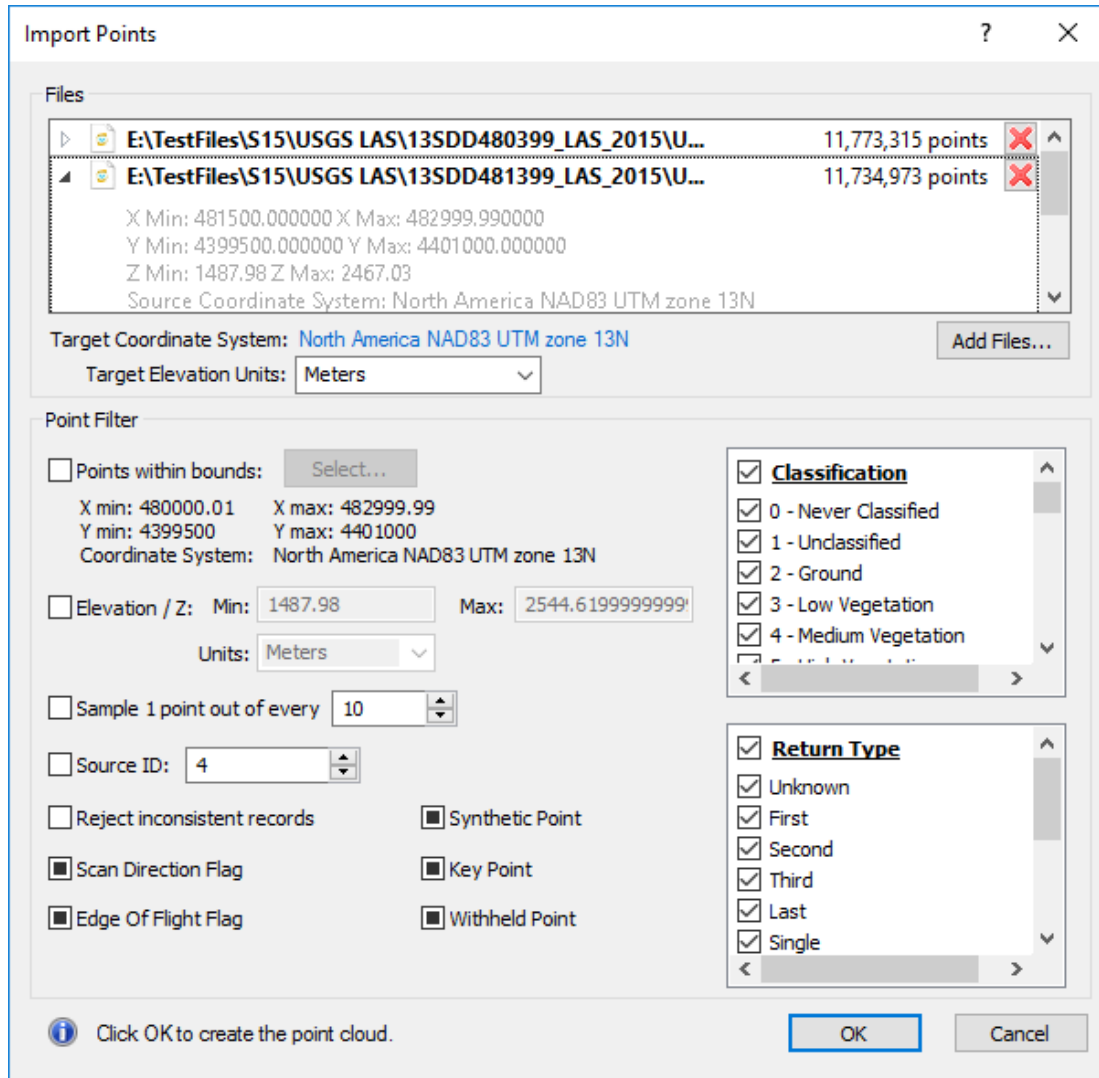 Import Points
?
Files
E:\TestFiles\S15\USGS LAS\13SDD480399_LAS_2015\U... 11,773,315 points
E:\TestFiles\S15\USGS LAS\13SDD481399_LAS_2015\U... 11,734,973 points
X Min: 481500.000000 X Max: 482999.990000
Y Min: 4399500.000000 Y Max: 4401000.000000
Z Min: 1487.98 Z Max: 2467.03
Source Coordinate System: North America NAD83 UTM zone 13N
Target Coordinate System: North America NAD83 UTM zone 13N
Add Files...
Target Elevation Units: Meters
Point Filter
Points within bounds: Select...
X min: 480000.01 X max: 482999.99
Y min: 4399500 Y max: 4401000
Coordinate System: North America NAD83 UTM zone 13N
Elevation / Z: Min: 1487.98 Max: 2544.6199999999
Units: Meters
Sample 1 point out of every 10
Source ID: 4
Reject inconsistent records
Synthetic Point
Scan Direction Flag
Key Point
Edge Of Flight Flag
Withheld Point
Classification
0 - Never Classified
1 - Unclassified
2 - Ground
3 - Low Vegetation
4 - Medium Vegetation
Return Type
Unknown
First
Second
Third
Last
Single
Click OK to create the point cloud.
OK
Cancel